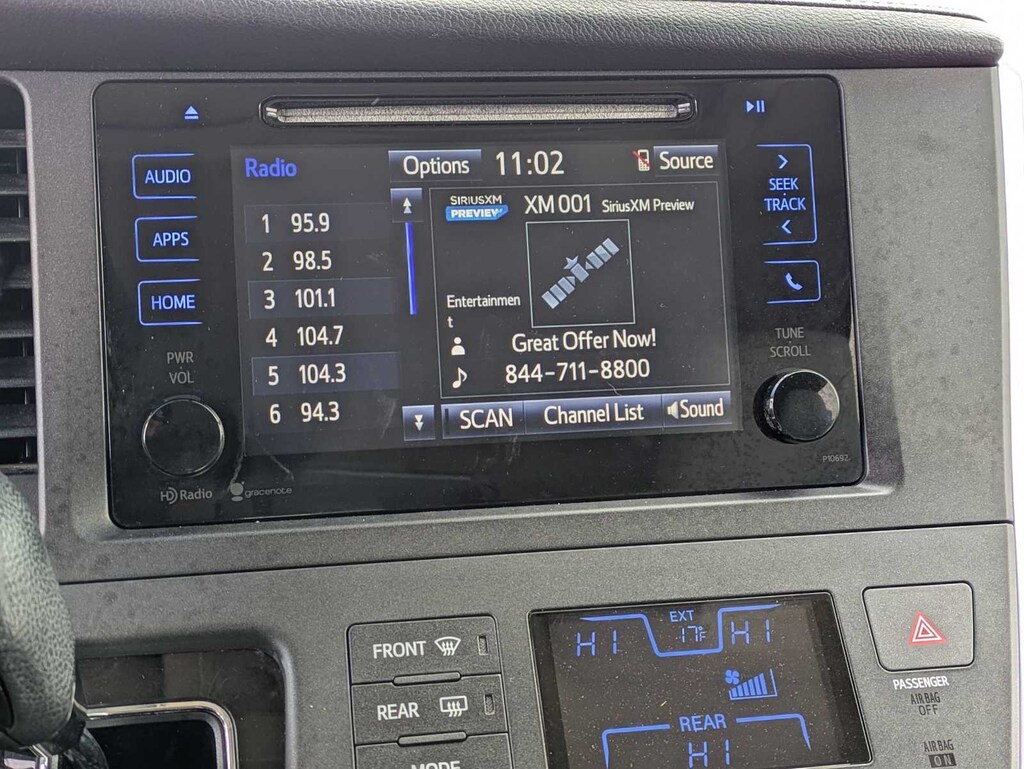 AUDIO
APPS
HOME
PWR
VOL
HD Radio
gracenote
Radio
Options
11:02
Source
1 95.9
2 98.5
3 101.1
4 104.7
5 104.3
6 94.3
SIRIUSXM
PREVIEW
XM 001 SiriusXM Preview
Entertainmen
t
Great Offer Now!
844-711-8800
SCAN
Channel List
Sound
>
SEEK
TRACK
<
TUNE
SCROLL
P10692
FRONT
REAR
MODE
EXT
HI 17°F HI
REAR
HI
PASSENGER
AIR BAG
OFF
AIR BAG
ON